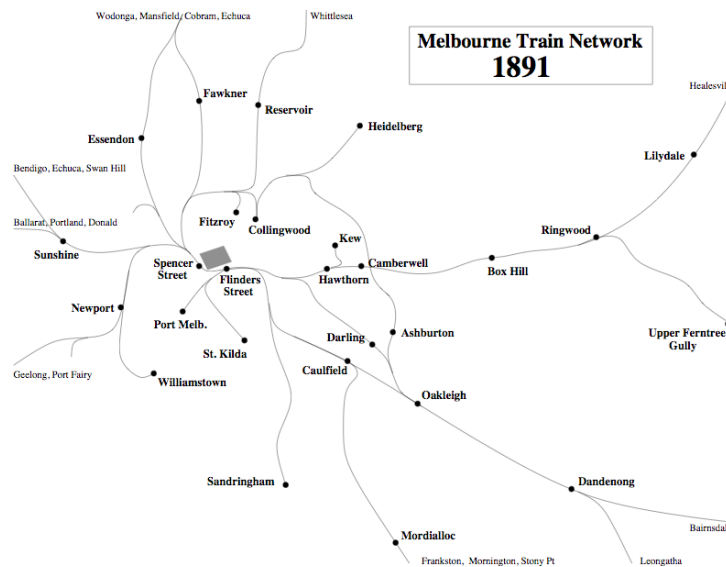 Wodonga, Mansfield, Cobram, Echuca
Whittlesea
Melbourne Train Network
1891
Healesvil
Fawkner
Reservoir
Heidelberg
Essendon
Lilydale
Bendigo, Echuca, Swan Hill
Ballarat, Portland, Donald
Fitzroy
Collingwood
Ringwood
Kew
Sunshine
Spencer
Street
Flinders
Street
Hawthorn
Camberwell
Box Hill
Newport
Port Melb.
St. Kilda
Darling
Ashburton
Upper Ferntree
Gully
Geelong, Port Fairy
Williamstown
Caulfield
Oakleigh
Sandringham
Dandenong
Bairnsdal
Mordialloc
Frankston, Mornington, Stony Pt
Leongatha